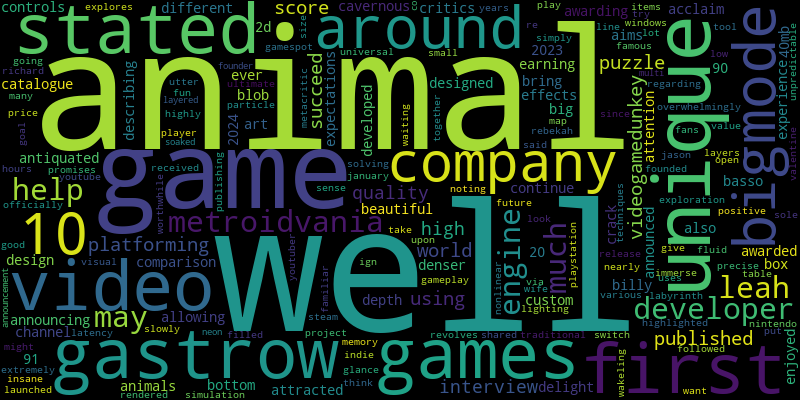 controls explores different 2d score cavernous 8 critics years awarding play re items windows
stated around
gamespot size universal simply line try tool acclaim
going founder metacritic aims famous lot low
richard utter layered fun ever blob ultimate particle succeed expectations developed designed small 2023 earning bring effects puzzle 90 multi
catalogue many price goal describing highly 2024 art player soaked waiting together big map rebekah said videogamedunkey attention regarding since overwhelmingly fans value
animal unique bigmode 40mb experience unpredictable
antiquated promises youtube hours received publishing solving january sense worthwhile
game company layers open jason founded exploration valentine
help officially good 10 metroidvania quality noting continue crack techniques announced basso also positive sole
platforming beautiful take future high engine look playstation release nearly box awarded give fluid precise
design visual comparison youtuber ign upon gameplay world much 20 via wife various billy immerse table
video well leah
announcement announcing channel latency allowing familiar steam depth using denser custom lighting nonlinear uses labyrinth developer
91 may slowly neon project filled memory indie glance revolves shared traditional switch highlighted nintendo put published
gastrow games first
might insane extremely launched animals rendered bottom simulation attracted think interview delight wakeling want followed enjoyed